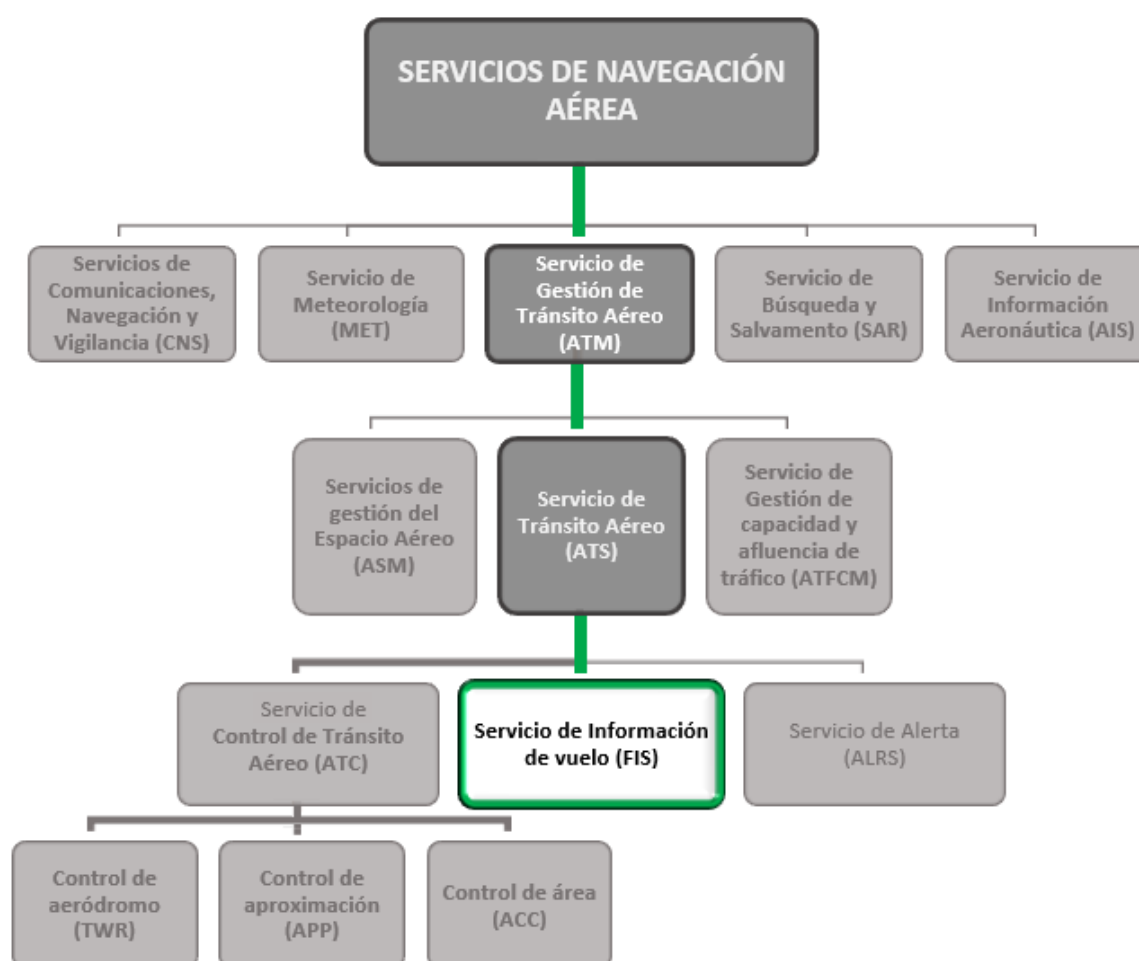 SERVICIOS DE NAVEGACIÓN
AÉREA
Servicios de
Comunicaciones,
Navegación y
Vigilancia (CNS)
Servicio de
Meteorología
(MET)
Servicio de
Gestión de
Tránsito Aéreo
(ATM)
Servicio de
Búsqueda y
Salvamento (SAR)
Servicio de
Información
Aeronáutica (AIS)
Servicios de
gestión del
Espacio Aéreo
(ASM)
Servicio de
Tránsito Aéreo
(ATS)
Servicio de
Gestión de
capacidad y
afluencia de
tráfico (ATFCM)
Servicio de
Control de Tránsito
Aéreo (ATC)
Servicio de Información
de vuelo (FIS)
Servicio de Alerta
(ALRS)
Control de
aeródromo
(TWR)
Control de
aproximación
(APP)
Control de área
(ACC)